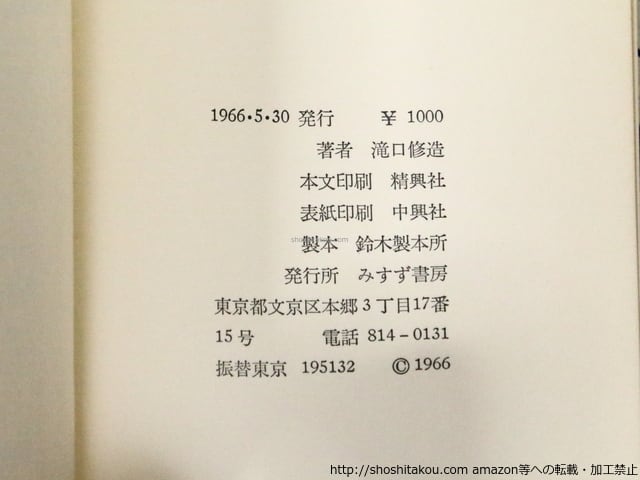 1966・5・30 発行 ¥ 1000
著者 滝口修造
本文印刷 精興社
表紙印刷 中興社
製本 鈴木製本所
発行所 みすず書房
東京都文京区本郷3丁目17番
15号 電話 814-0131
振替東京 195132 © 1966
http://shoshitakou.com amazon等への転載・加工禁止